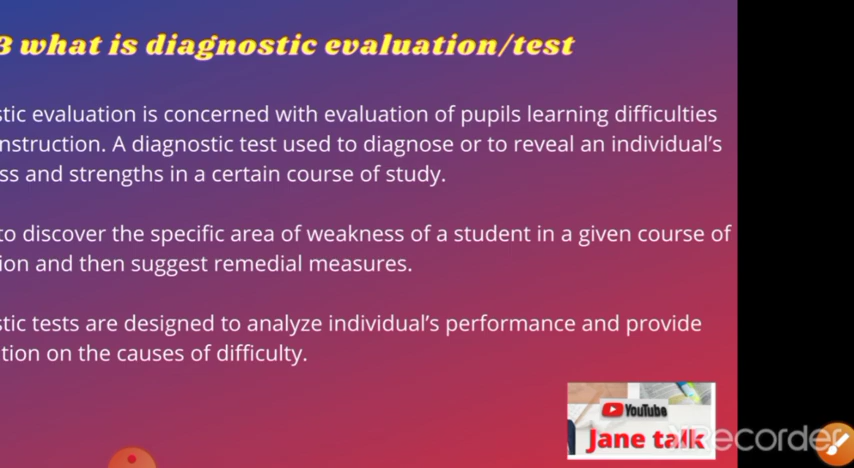 3 what is diagnostic evaluation/test
stic evaluation is concerned with evaluation of pupils learning difficulties
nstruction. A diagnostic test used to diagnose or to reveal an individual's
ss and strengths in a certain course of study.
to discover the specific area of weakness of a student in a given course of
ion and then suggest remedial measures.
stic tests are designed to analyze individual's performance and provide
tion on the causes of difficulty.
YouTube
Jane talk
Recorder